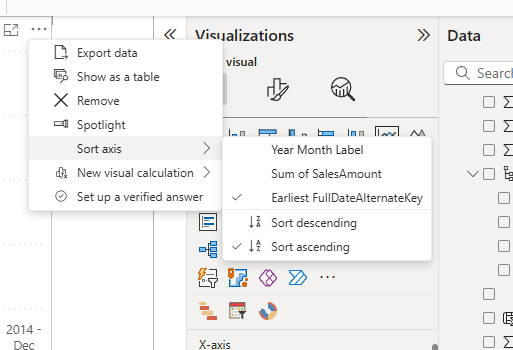 Visualizations
Data
visual
Export data
Show as a table
Remove
Spotlight
Sort axis
New visual calculation
Set up a verified answer
Year Month Label
Sum of SalesAmount
Earliest FullDateAlternateKey
Sort descending
Sort ascending
Search
2014 -
Dec
X-axis